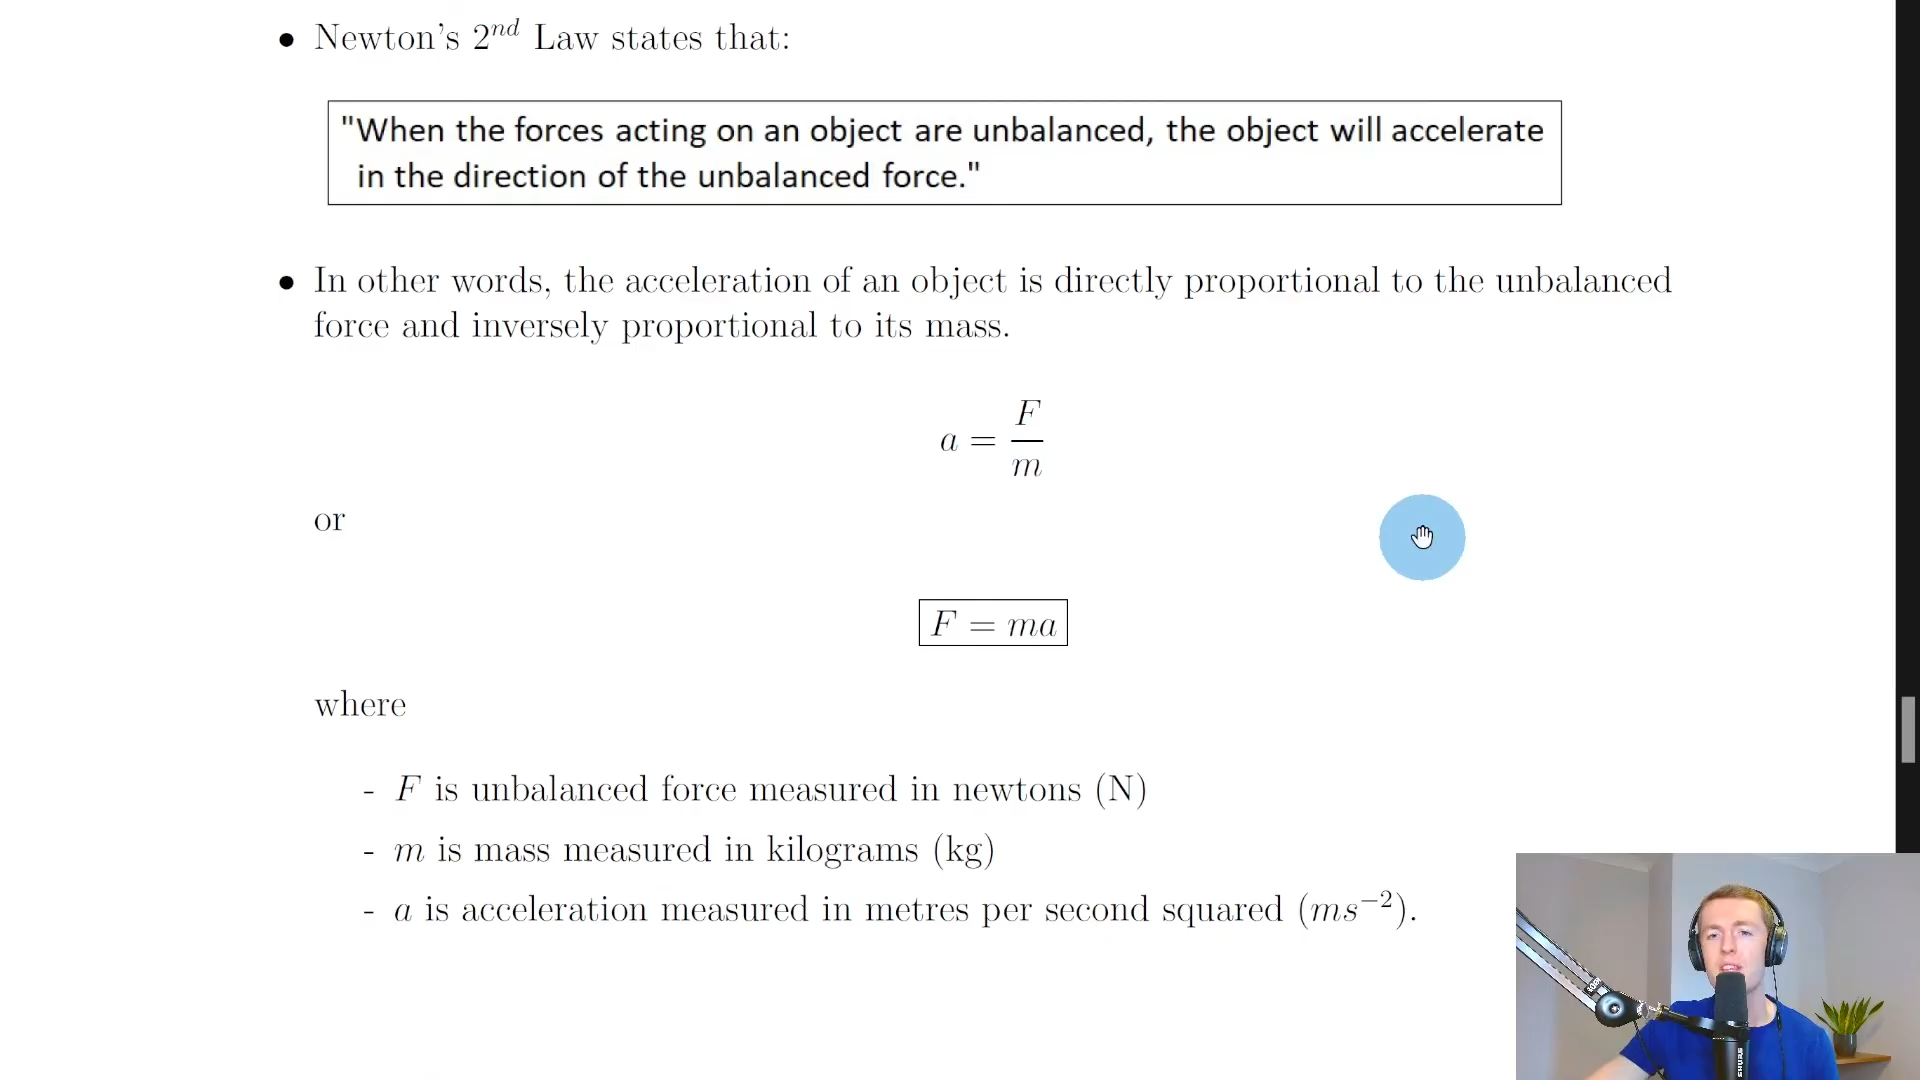 • Newton's 2nd Law states that:
"When the forces acting on an object are unbalanced, the object will accelerate
in the direction of the unbalanced force."
• In other words, the acceleration of an object is directly proportional to the unbalanced
force and inversely proportional to its mass.
a = F/m
or
F = ma
where
- F is unbalanced force measured in newtons (N)
- m is mass measured in kilograms (kg)
- a is acceleration measured in metres per second squared (ms⁻²).